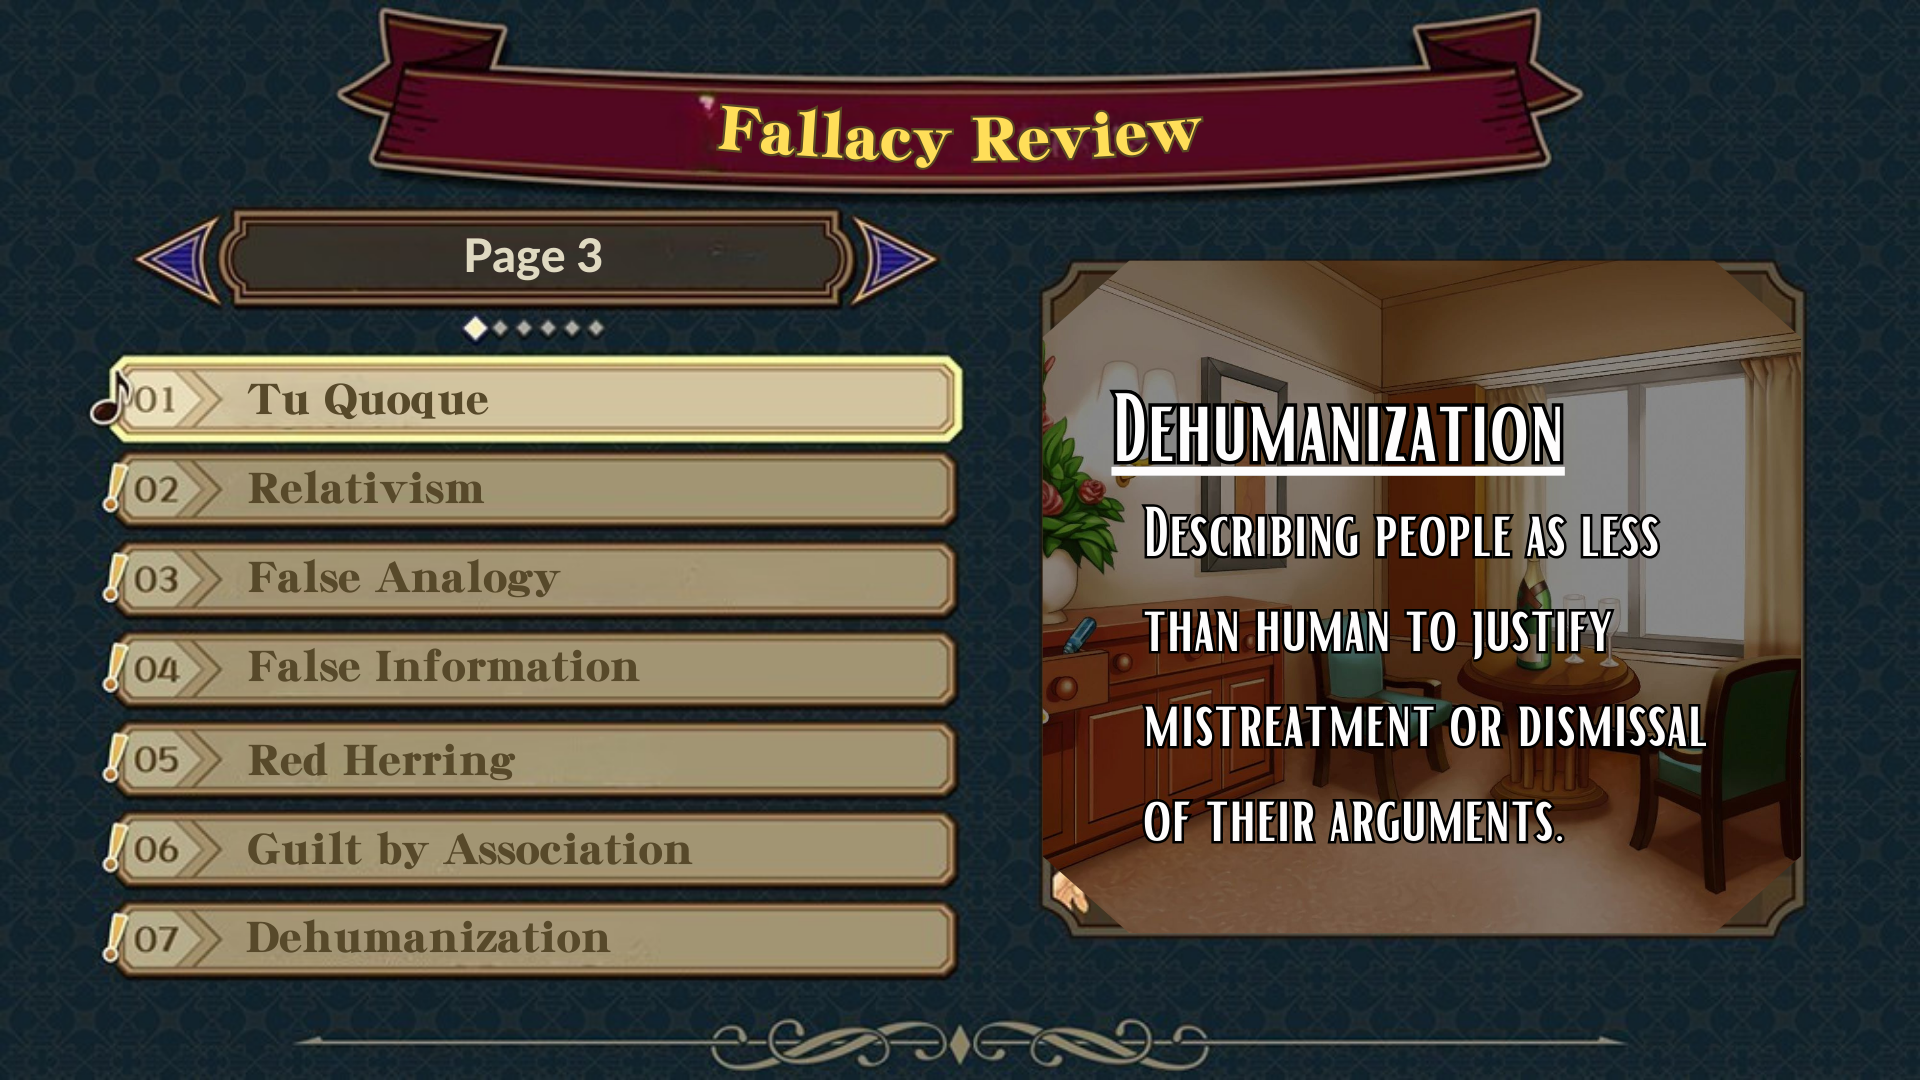 Fallacy Review
Page 3
01 Tu Quoque
02 Relativism
03 False Analogy
04 False Information
05 Red Herring
06 Guilt by Association
07 Dehumanization
Dehumanization
Describing people as less
than human to justify
mistreatment or dismissal
of their arguments.